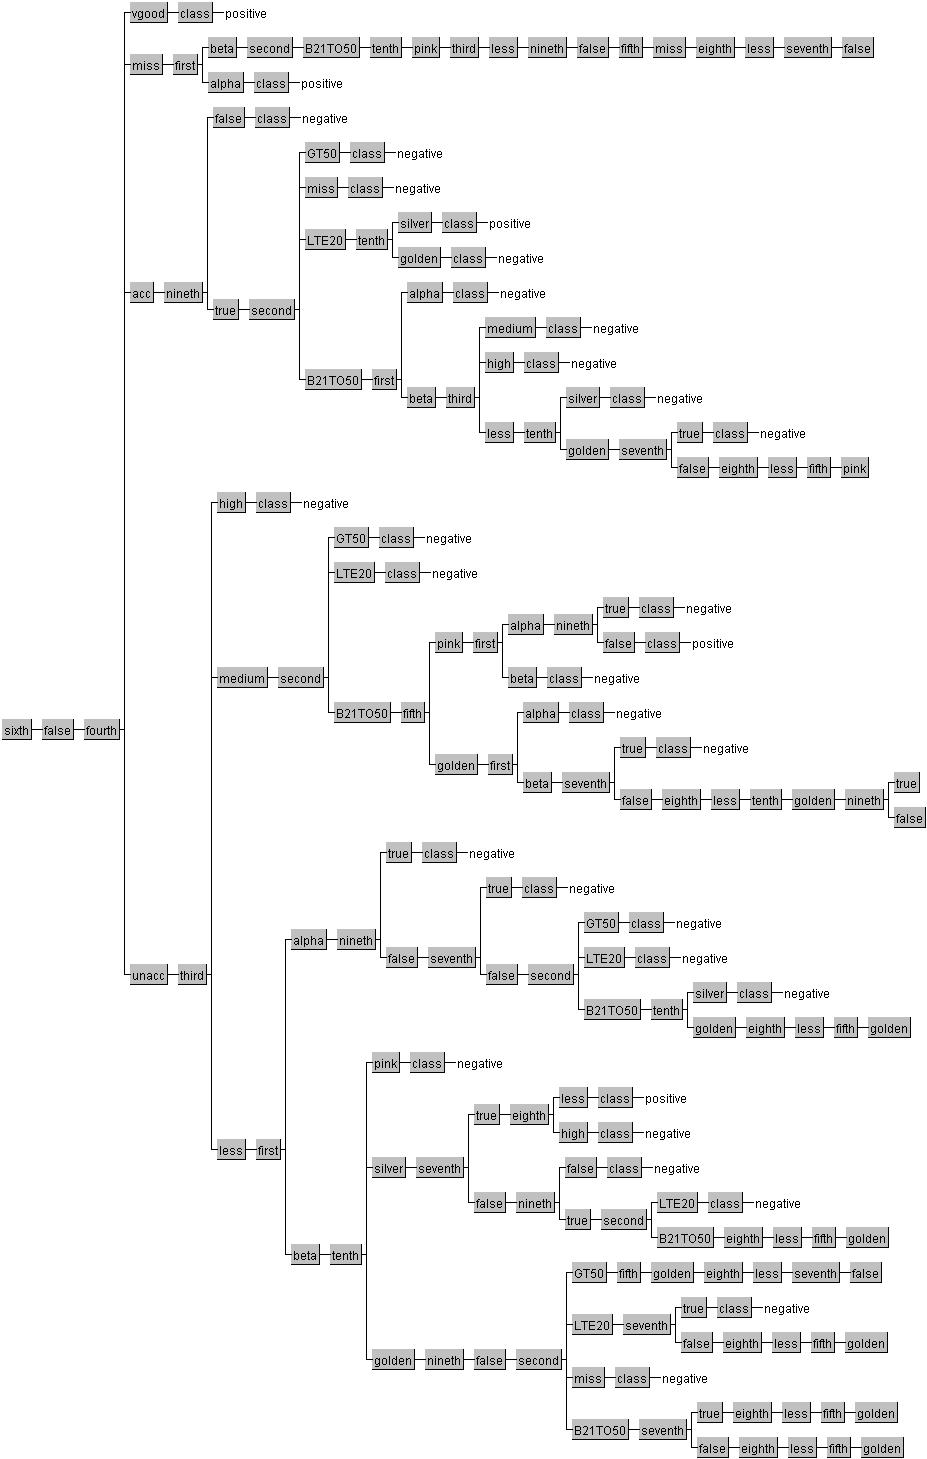 vgood class positive
beta second B21TO50 tenth pink third less nineth false fifth miss eighth less seventh false
miss first
alpha class positive
false class negative
GT50 class negative
miss class negative
silver class positive
LTE20 tenth
golden class negative
acc nineth
alpha class negative
true second
medium class negative
high class negative
B21TO50 first
beta third
silver class negative
less tenth
true class negative
golden seventh
false eighth less fifth pink
high class negative
GT50 class negative
LTE20 class negative
true class negative
alpha nineth
pink first
false class positive
medium second
beta class negative
B21TO50 fifth
alpha class negative
sixth false fourth
true class negative
golden first
beta seventh
true
false eighth less tenth golden nineth
false
true class negative
true class negative
GT50 class negative
alpha nineth
false seventh
LTE20 class negative
unacc third
false second
silver class negative
B21TO50 tenth
golden eighth less fifth golden
pink class negative
less class positive
true eighth
high class negative
less first
silver seventh
false class negative
false nineth
LTE20 class negative
true second
B21TO50 eighth less fifth golden
beta tenth
GT50 fifth golden eighth less seventh false
true class negative
LTE20 seventh
false eighth less fifth golden
golden nineth false second
miss class negative
true eighth less fifth golden
B21TO50 seventh
false eighth less fifth golden